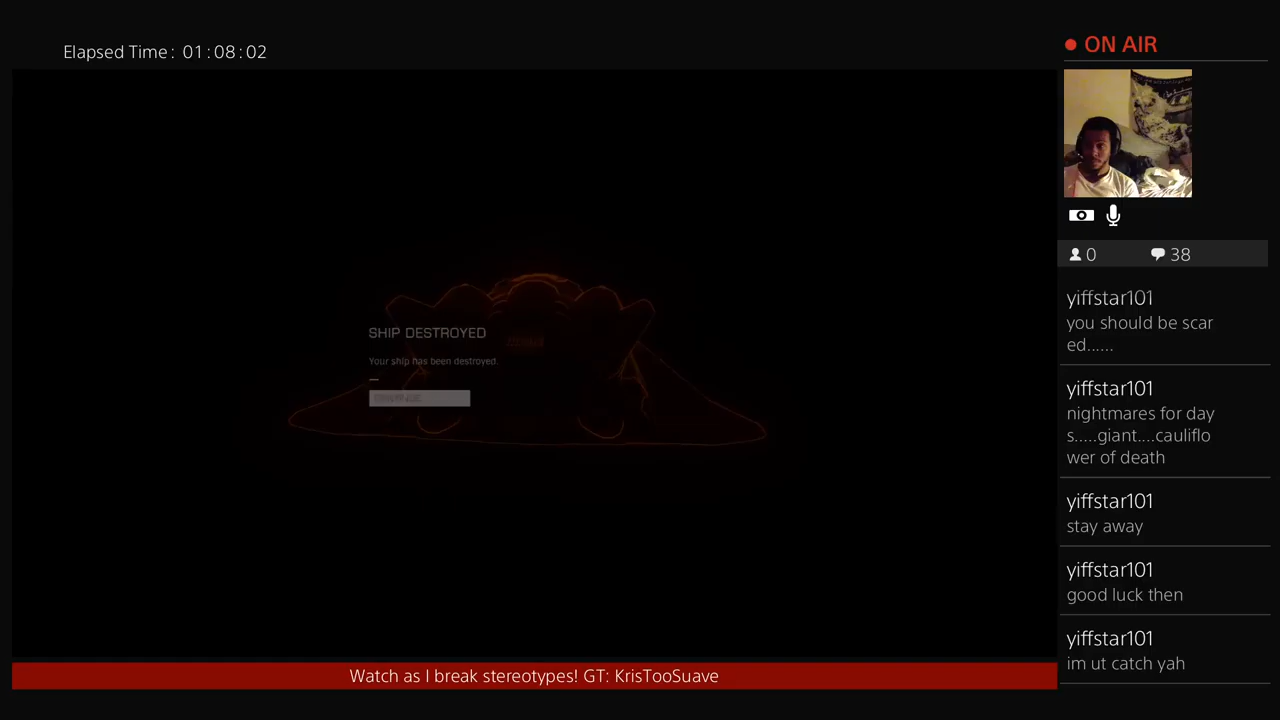 Elapsed Time: 01:08:02
ON AIR
0
38
yiffstar101
you should be scar
ed......
yiffstar101
nightmares for day
s.....giant....cauliflo
wer of death
yiffstar101
stay away
yiffstar101
good luck then
yiffstar101
im ut catch yah
SHIP DESTROYED
Your ship has been destroyed.
Watch as I break stereotypes! GT: KrisTooSuave